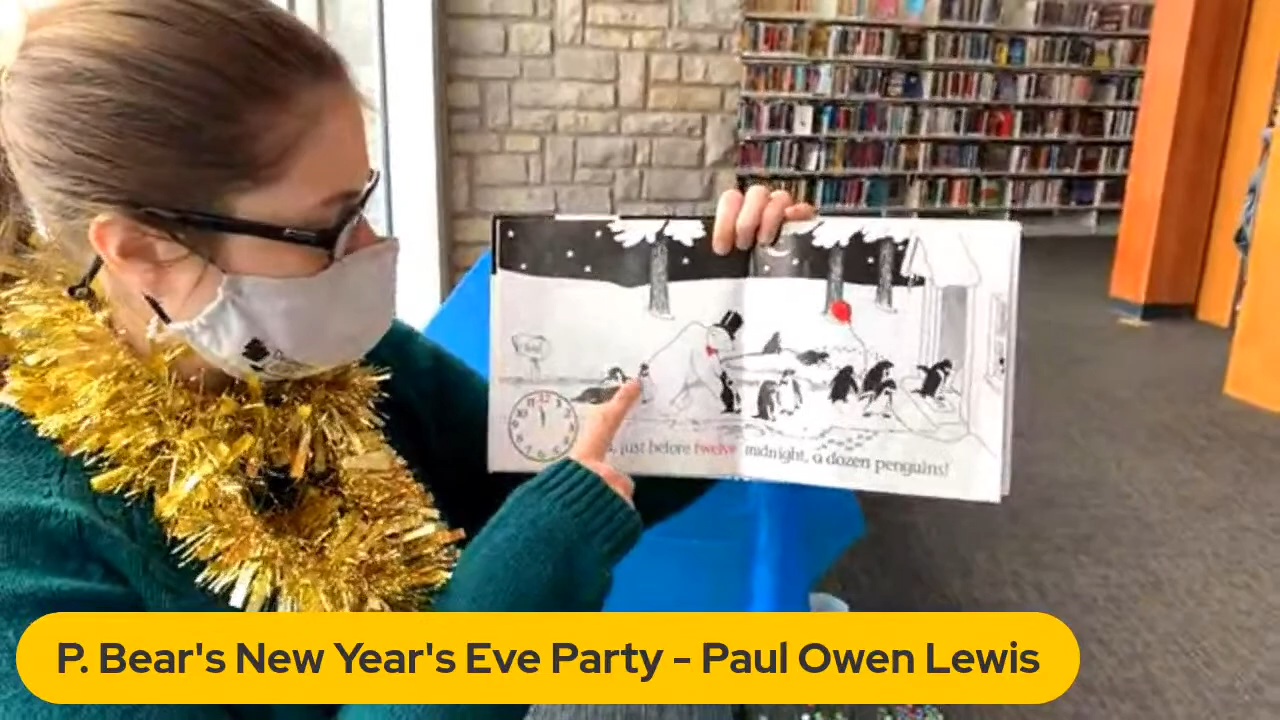 just before twelve midnight, a dozen penguins!
P. Bear's New Year's Eve Party - Paul Owen Lewis